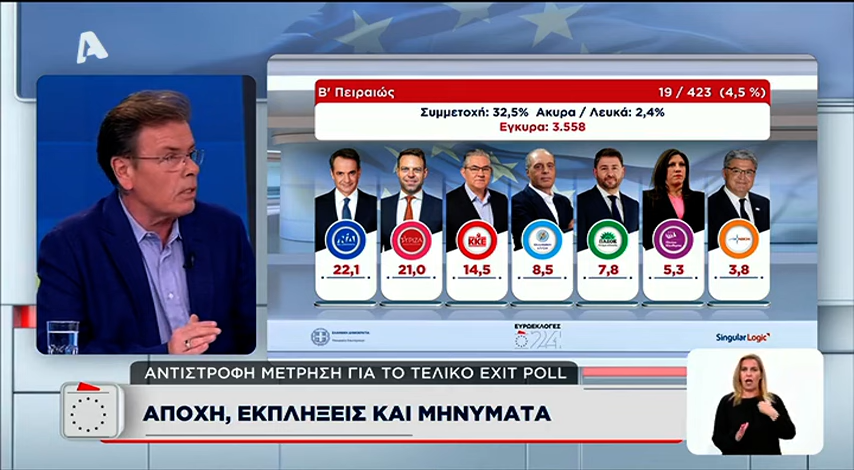 Β' Πειραιώς
19 / 423 (4,5 %)
Συμμετοχή: 32,5% Ακυρα / Λευκά: 2,4%
Εγκυρα: 3.558
ΣΥΡΙΖΑ
ΚΚΕ
ΠΑΣΟΚ
22,1
21,0
14,5
8,5
7,8
5,3
3,8
ΕΛΛΗΝΙΚΗ ΔΗΜΟΚΡΑΤΙΑ
ΕΥΡΩΕΚΛΟΓΕΣ
24
SingularLogic
ΑΝΤΙΣΤΡΟΦΗ ΜΕΤΡΗΣΗ ΓΙΑ ΤΟ ΤΕΛΙΚΟ EXIT POLL
ΑΠΟΧΗ, ΕΚΠΛΗΞΕΙΣ ΚΑΙ ΜΗΝΥΜΑΤΑ